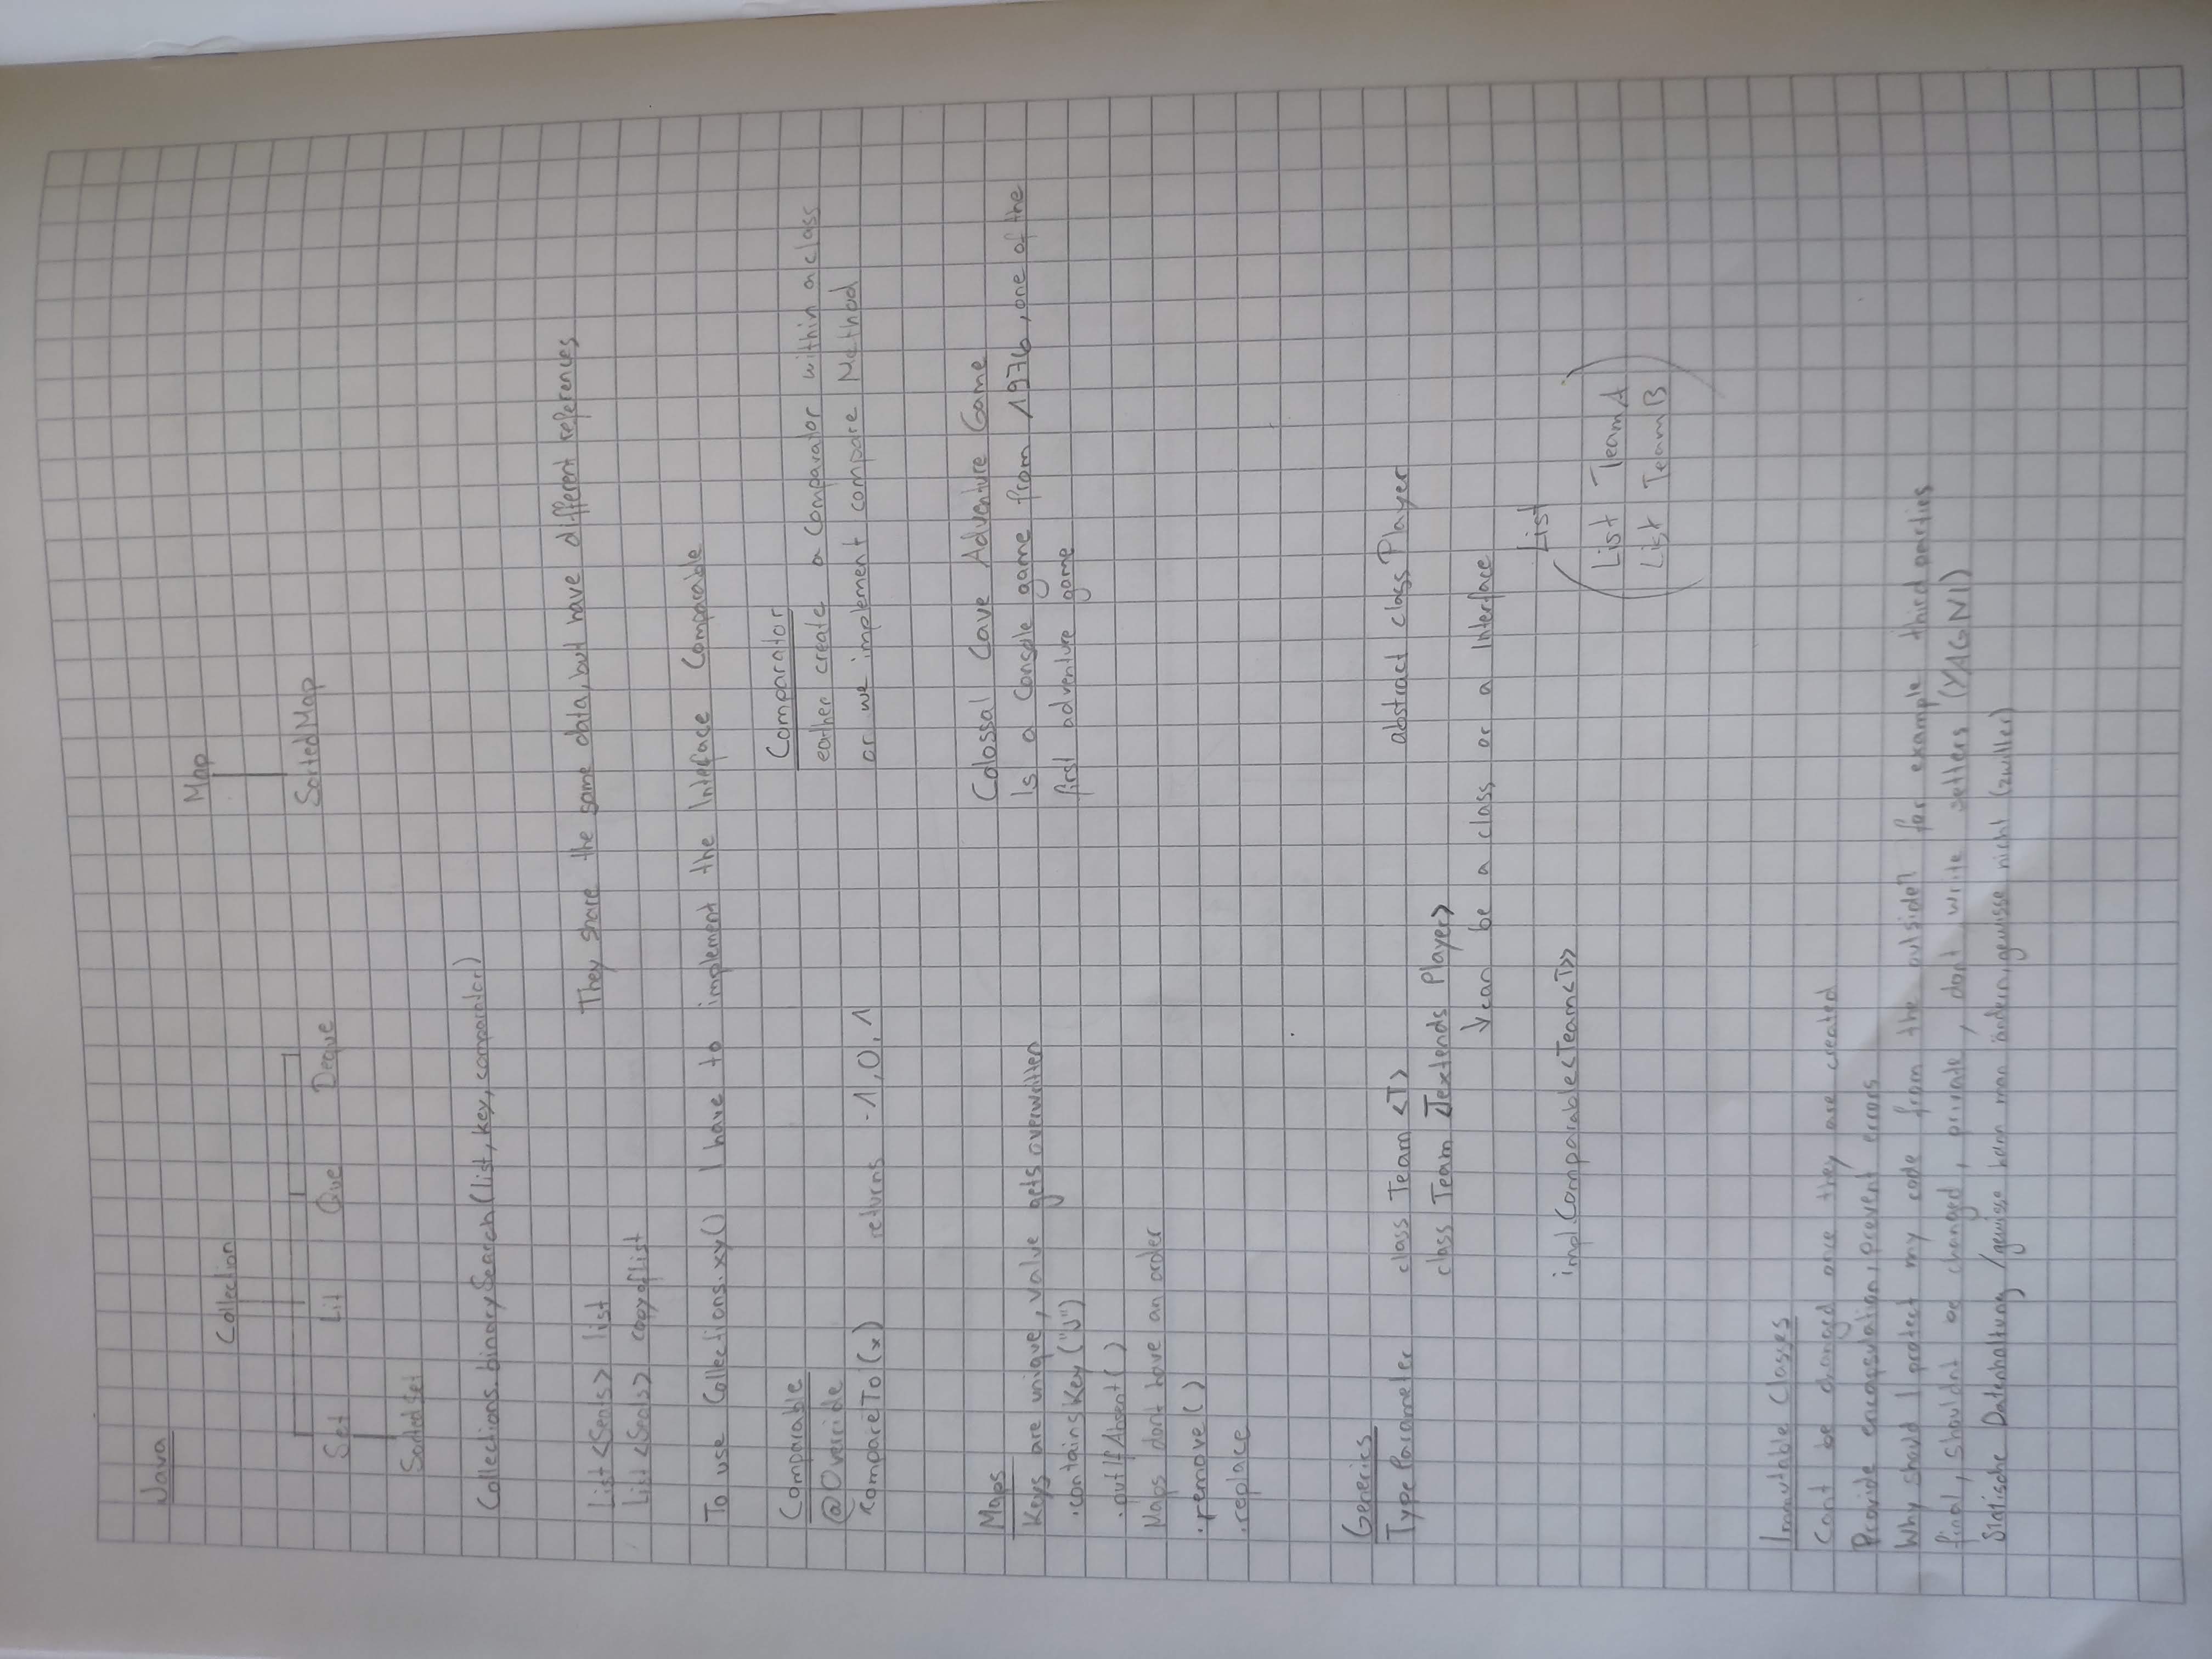 Java
Collection
Map
Set Lit Que Deque
SortedMap
SortedSet
Collections.binarySearch(list, key, comparator)
List <Seats> list
They share the same data, but have different references
List <Seats> copyoflist
To use Collections.xy() I have to implement the Interface Comparable
Comparable
@Override
compareTo(x) returns -1, 0, 1
Comparator
eather create a Comparator within a class
or we implement compare Method
Maps
Keys are unique, value gets overwritten
.containsKey("J")
.putIfAbsent( )
Maps dont have an order
.remove( )
.replace
Colossal Cave Adventure Game
Is a Console game from 1976, one of the
first adventure game
Generics
Type Parameter class Team <T>
abstract class Player
class Team <T extends Player>
↓ can be a class or a Interface
impl. Comparable<Team<T>>
List
List TeamA
List TeamB
Immutable Classes
Cant be changed once they are created
Provide encapsulation, prevent errors
Why should I protect my code from the outside? for example third parties
final, shouldnt be changed, private, dont write setters (YAGNI)
Statische Datenhaltung / gewisse kann man ändern, gewisse nicht